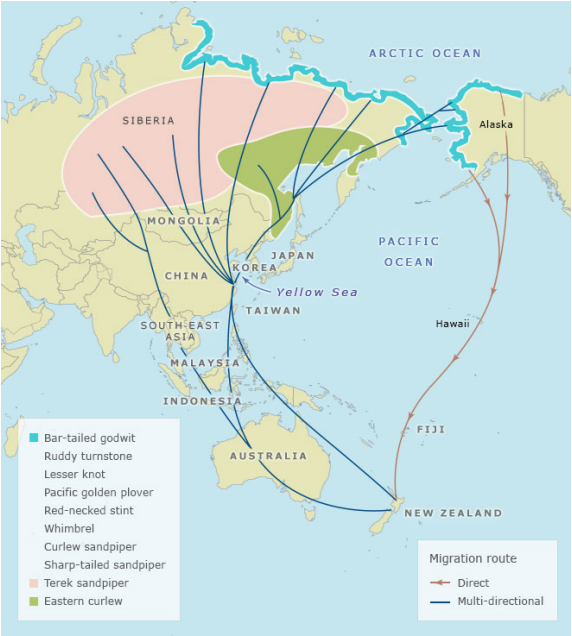 ARCTIC OCEAN
SIBERIA
Alaska
MONGOLIA
PACIFIC
OCEAN
JAPAN
KOREA
CHINA
Yellow Sea
TAIWAN
Hawaii
SOUTH-EAST
ASIA
MALAYSIA
INDONESIA
FIJI
AUSTRALIA
NEW ZEALAND
Bar-tailed godwit
Ruddy turnstone
Lesser knot
Pacific golden plover
Red-necked stint
Whimbrel
Curlew sandpiper
Sharp-tailed sandpiper
Terek sandpiper
Eastern curlew
Migration route
Direct
Multi-directional